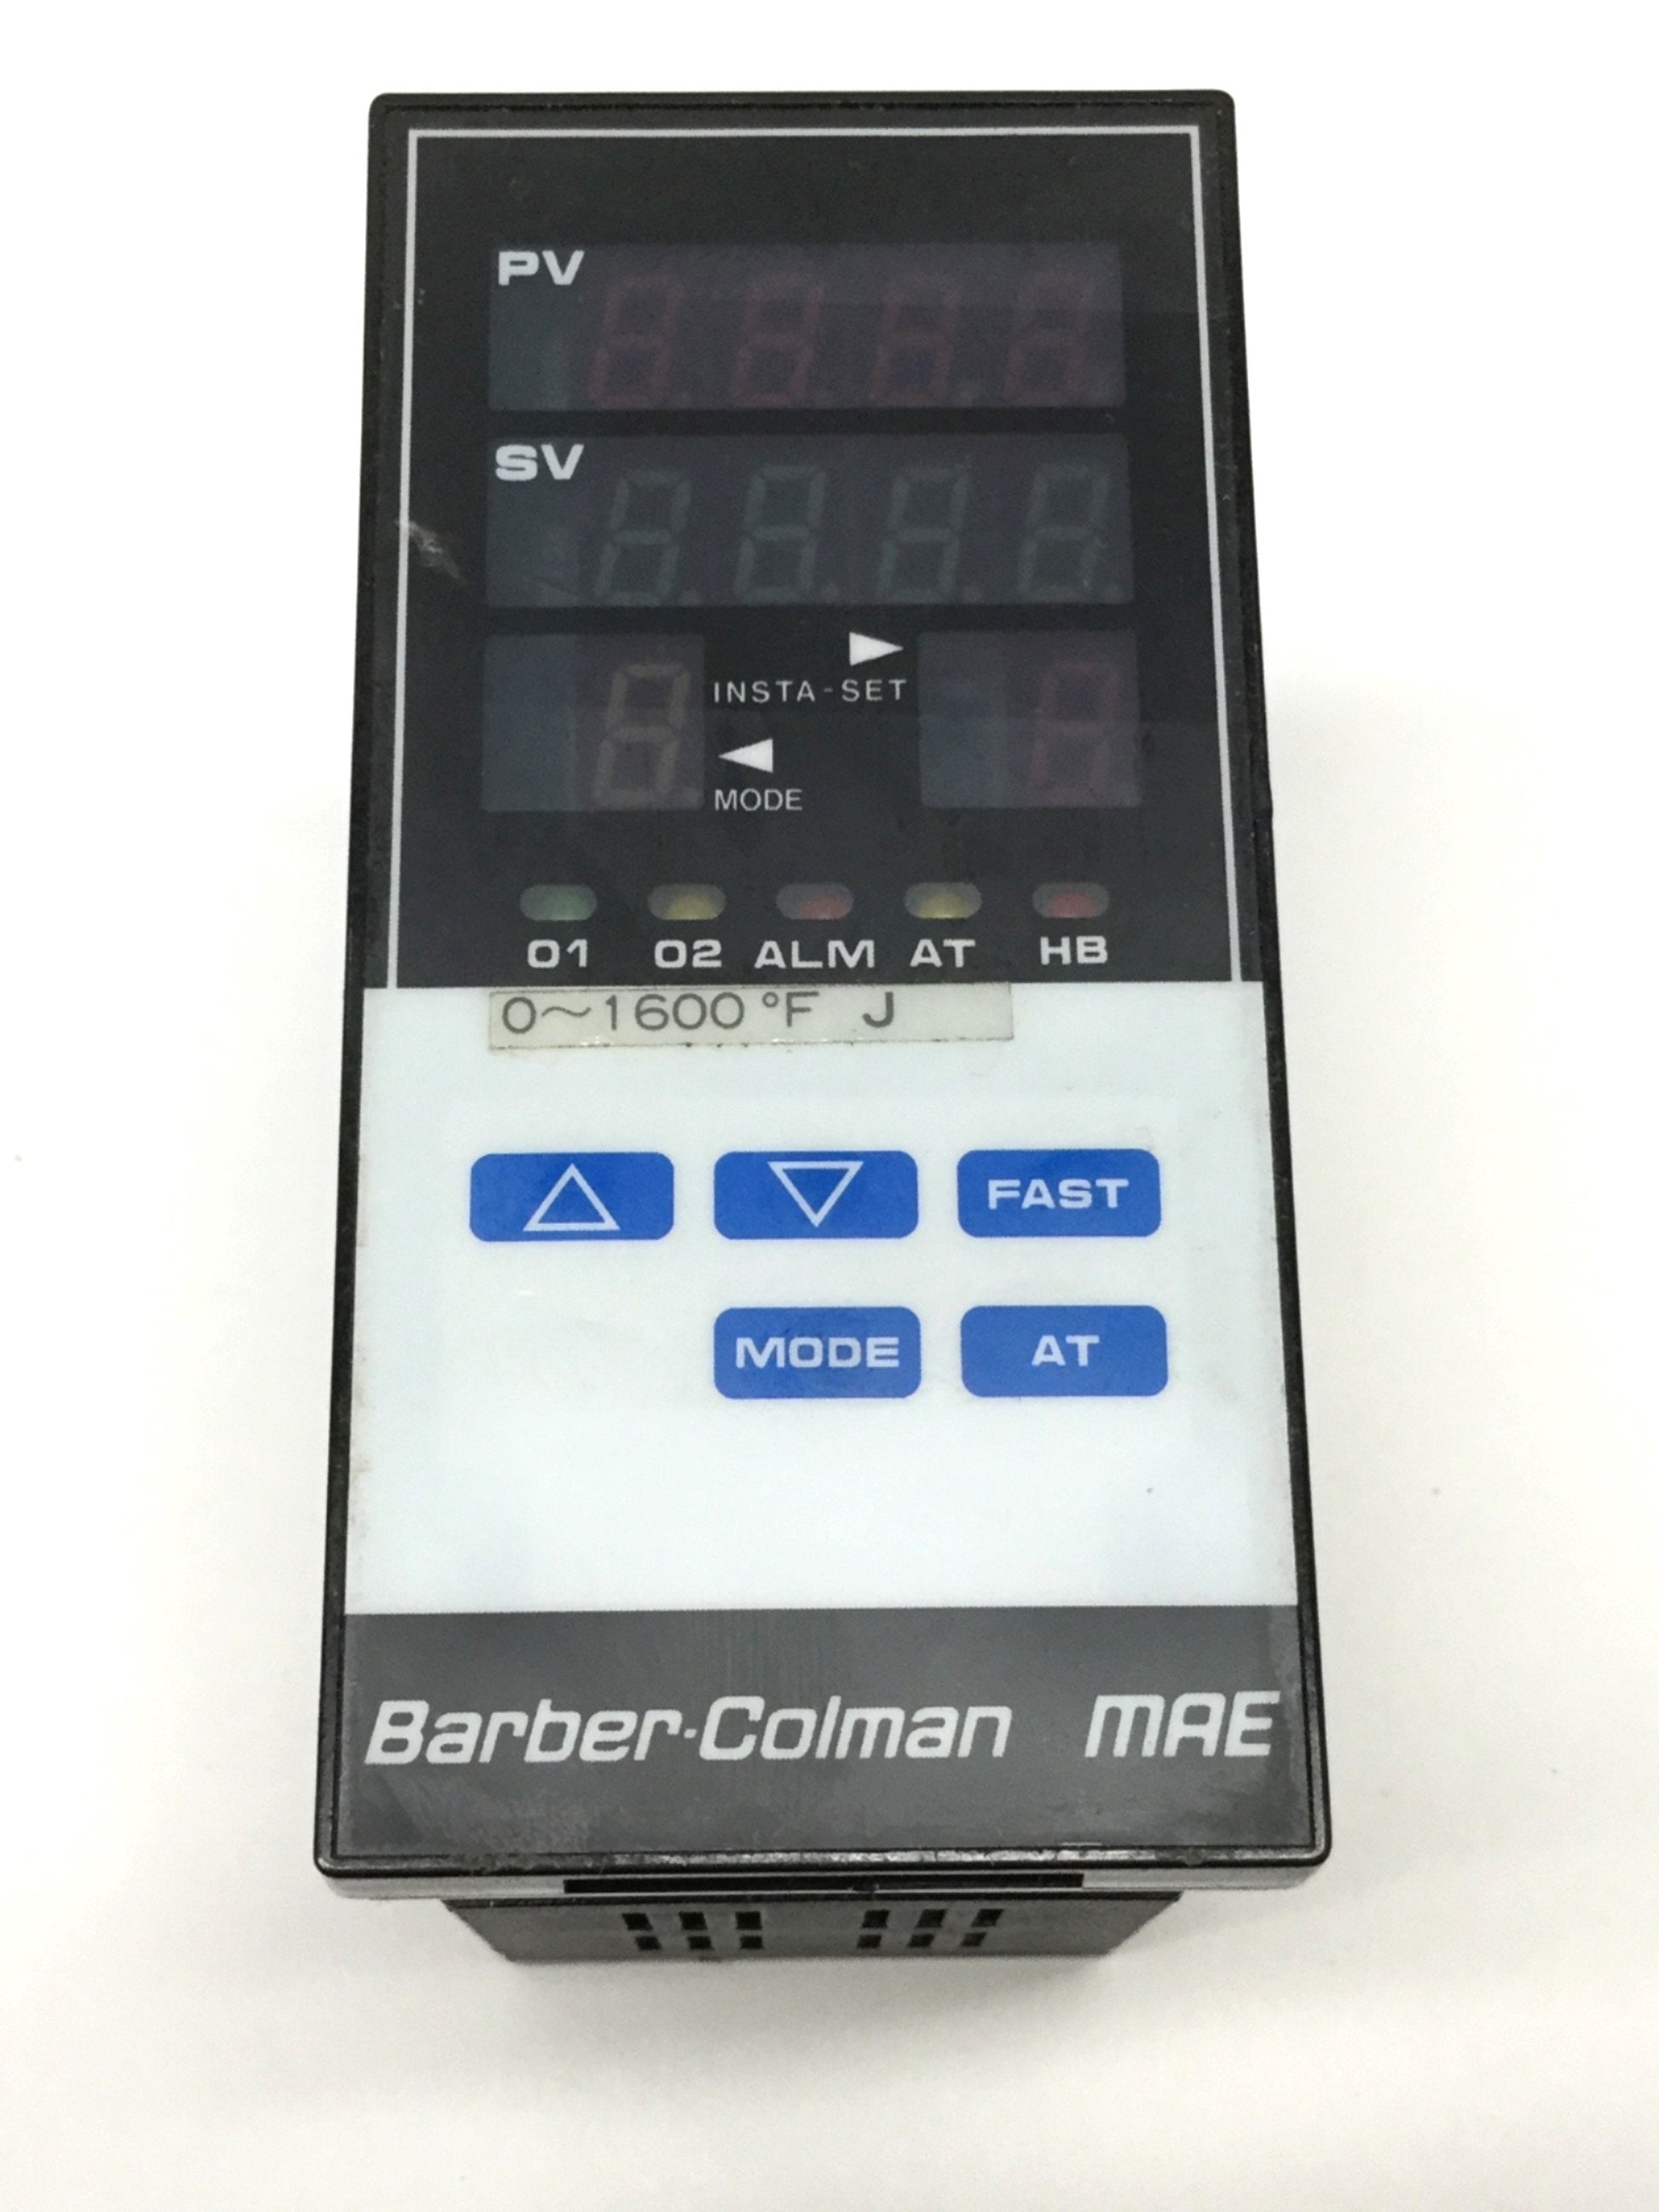 PV
SV
INSTA-SET
MODE
O1 O2 ALM AT HB
0~1600°F J
FAST
MODE AT
Barber-Colman MAE